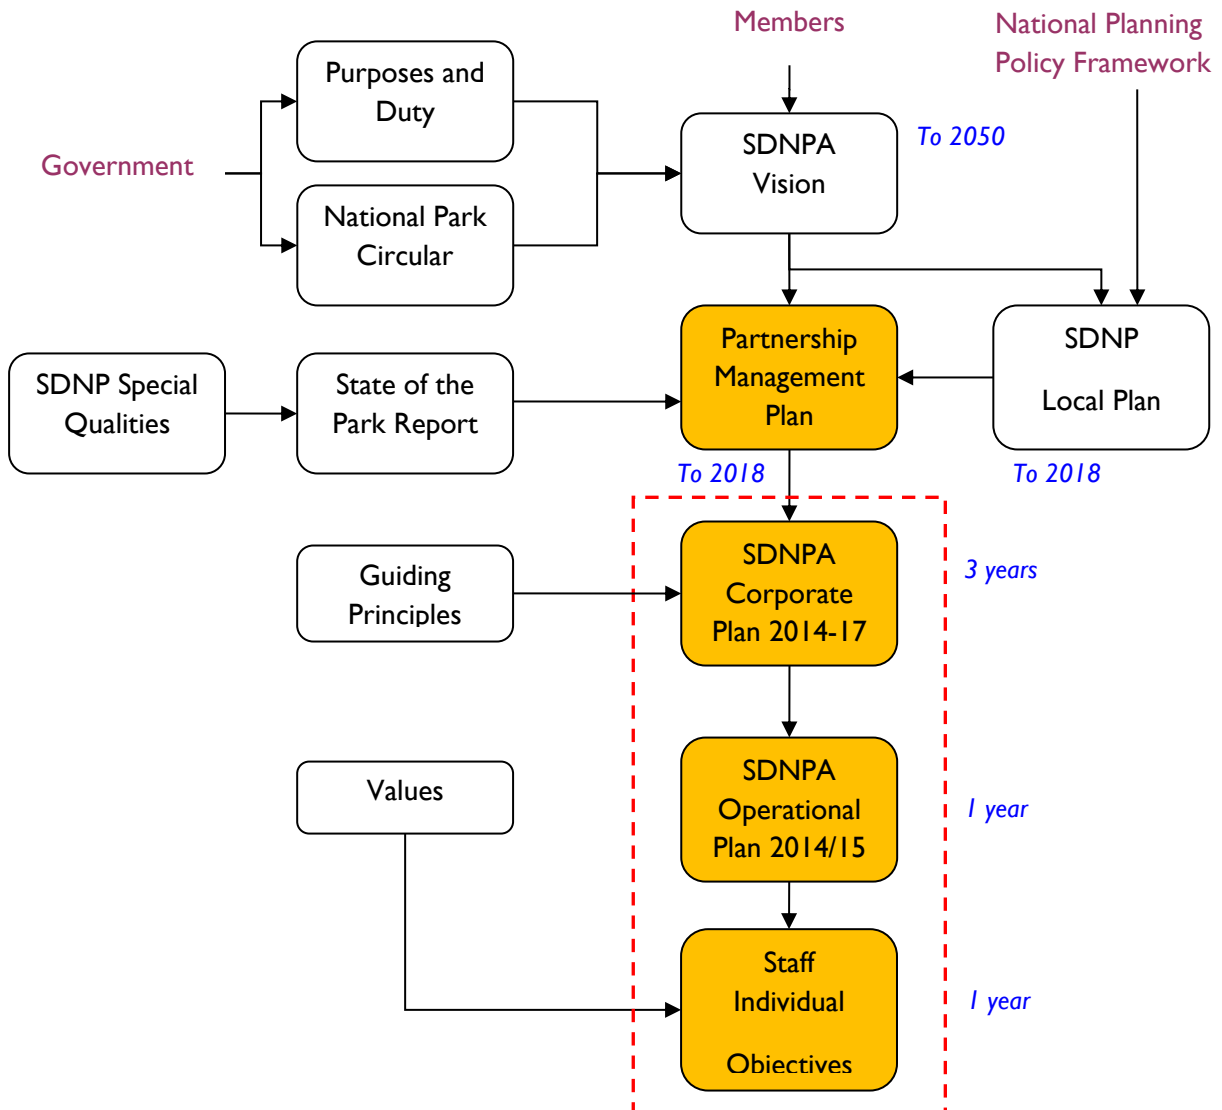 Members
National Planning
Policy Framework
Purposes and
Duty
To 2050
SDNPA
Vision
Government
National Park
Circular
Partnership
Management
Plan
SDNP
Local Plan
SDNP Special
Qualities
State of the
Park Report
To 2018
To 2018
SDNPA
Corporate
Plan 2014-17
3 years
Guiding
Principles
SDNPA
Operational
Plan 2014/15
1 year
Values
Staff
Individual
Objectives
1 year